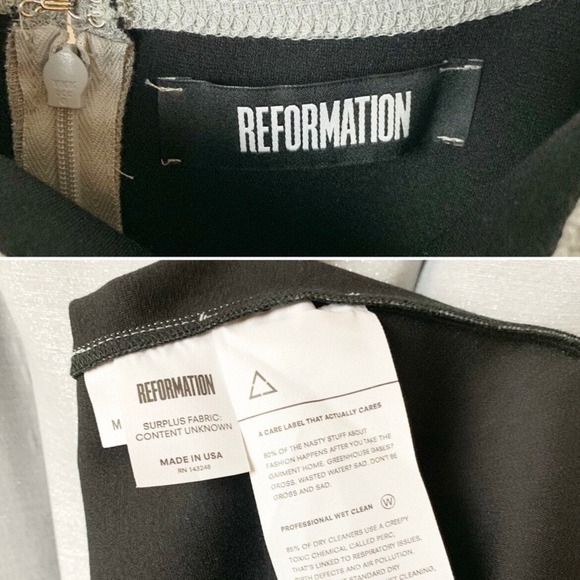 REFORMATION
REFORMATION
M
SURPLUS FABRIC:
CONTENT UNKNOWN
MADE IN USA
RN 143248
A CARE LABEL THAT ACTUALLY CARES
80% OF THE NASTY STUFF ABOUT
FASHION HAPPENS AFTER YOU TAKE THE
GARMENT HOME. GREENHOUSE GASES?
GROSS. WASTED WATER? SAD. DON'T BE
GROSS AND SAD.
PROFESSIONAL WET CLEAN W
85% OF DRY CLEANERS USE A CREEPY
TOXIC CHEMICAL CALLED PERC,
THAT'S LINKED TO RESPIRATORY ISSUES,
BIRTH DEFECTS AND AIR POLLUTION.
STANDARD DRY
CLEANING,